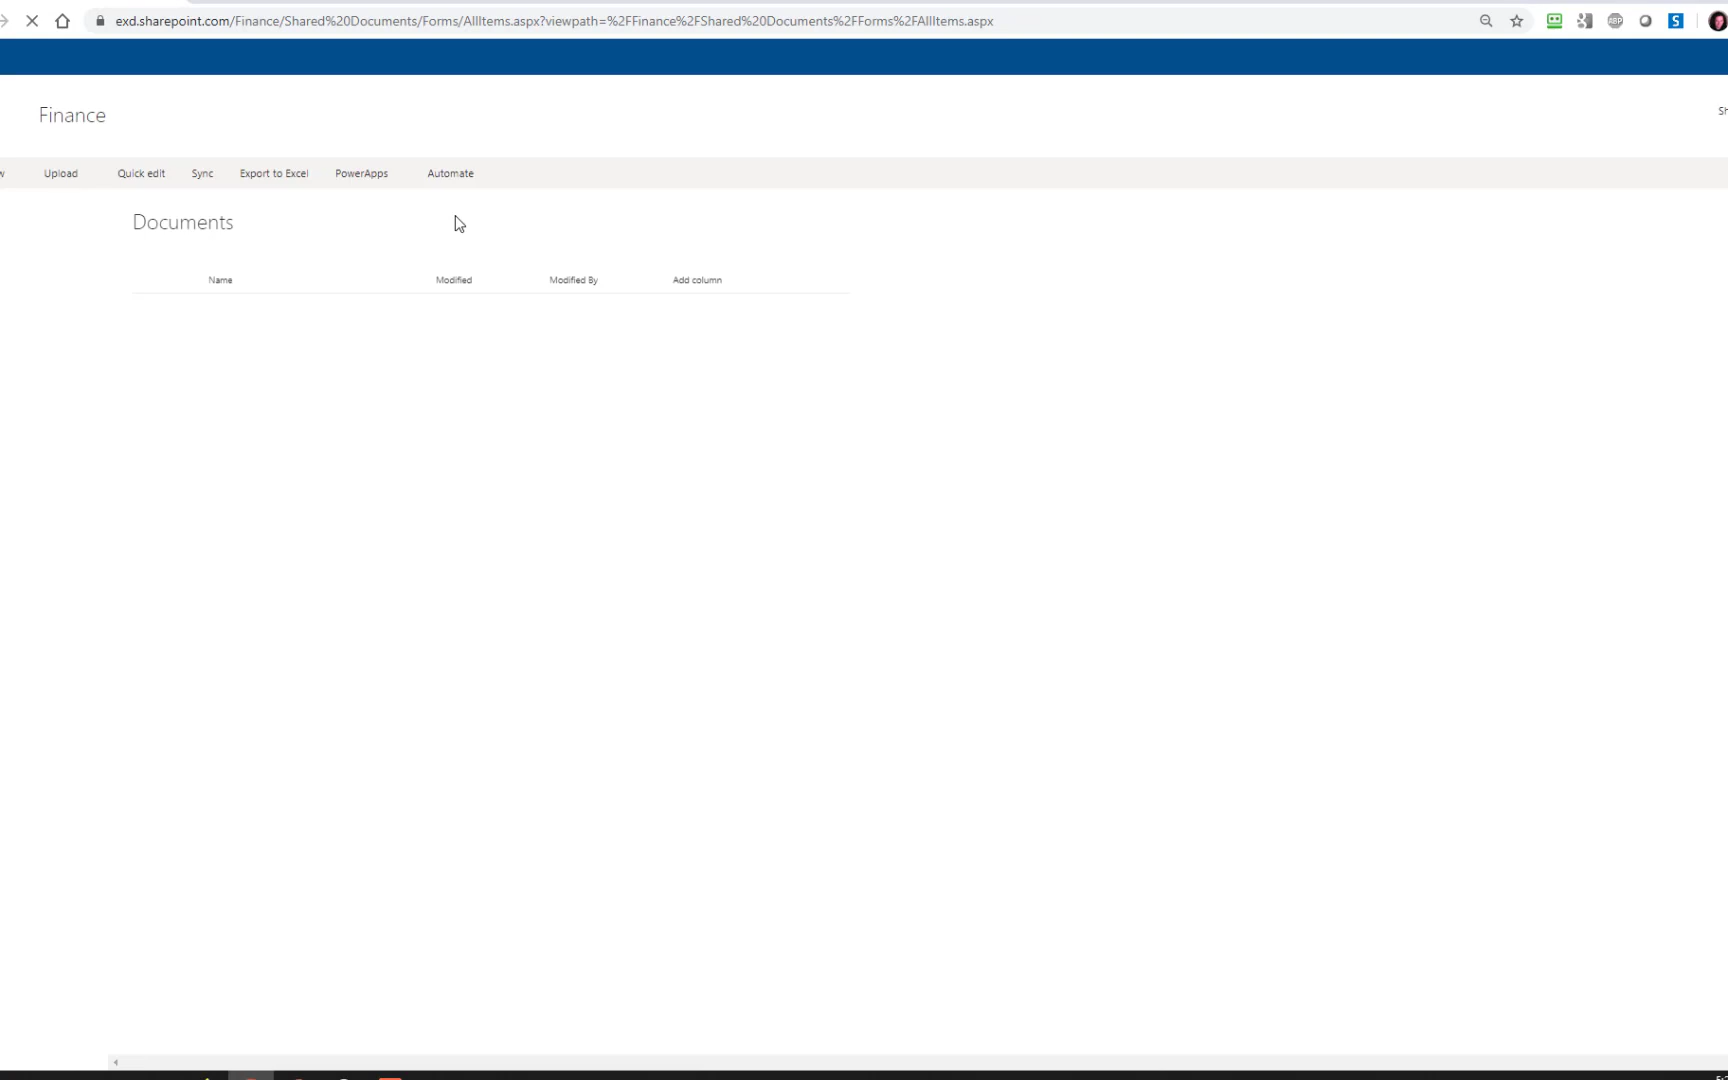 exd.sharepoint.com/Finance/Shared%20Documents/Forms/AllItems.aspx?viewpath=%2FFinance%2FShared%20Documents%2FForms%2FAllItems.aspx
ABP
S
Finance
Upload Quick edit Sync Export to Excel PowerApps Automate
Documents
Name Modified Modified By Add column